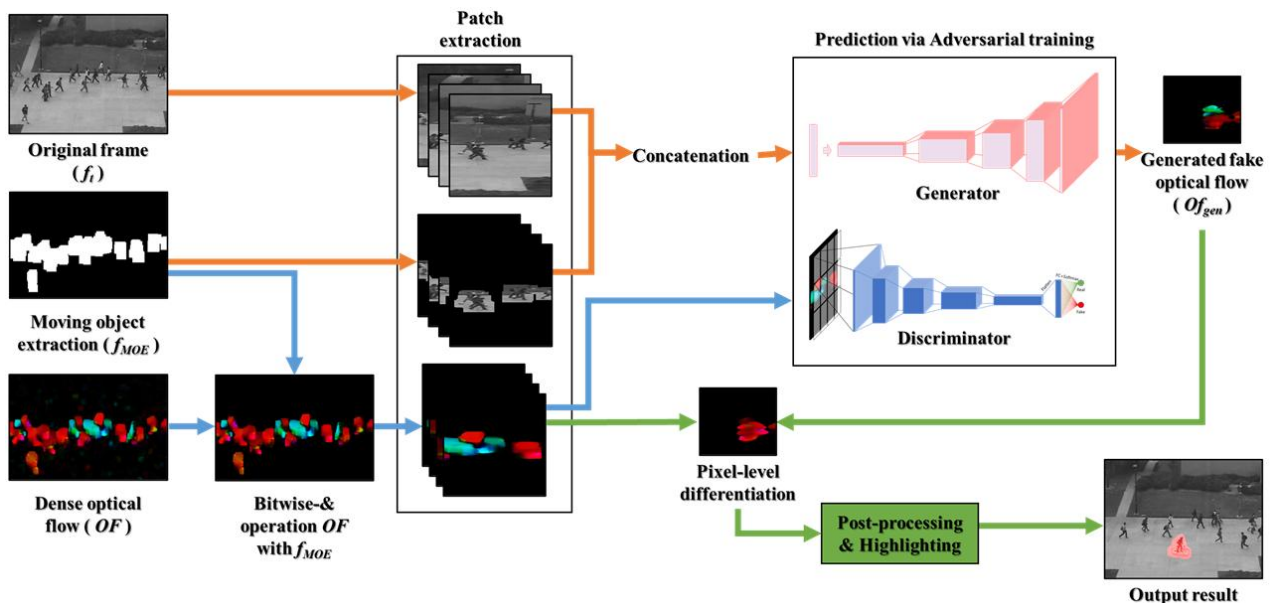 Patch
extraction
Prediction via Adversarial training
Original frame
( f_t )
Concatenation
Generator
Generated fake
optical flow
( Of_gen )
Moving object
extraction ( f_MOE )
Discriminator
Real
Fake
Dense optical
flow ( OF )
Bitwise-&
operation OF
with f_MOE
Pixel-level
differentiation
Post-processing
& Highlighting
Output result